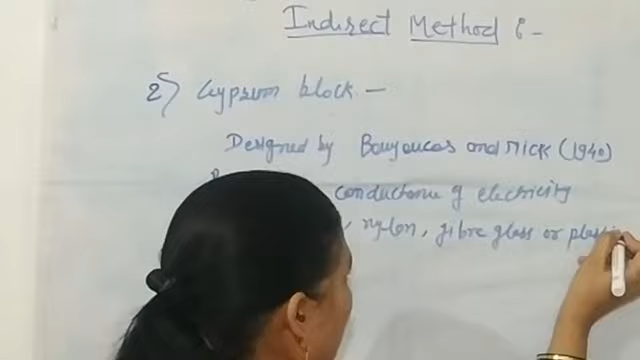 Indirect Method :-
2) Gypsum block -
Designed by Bouyoucos and Mick (1940)
conductance of electricity
, nylon, fibre glass or plastic